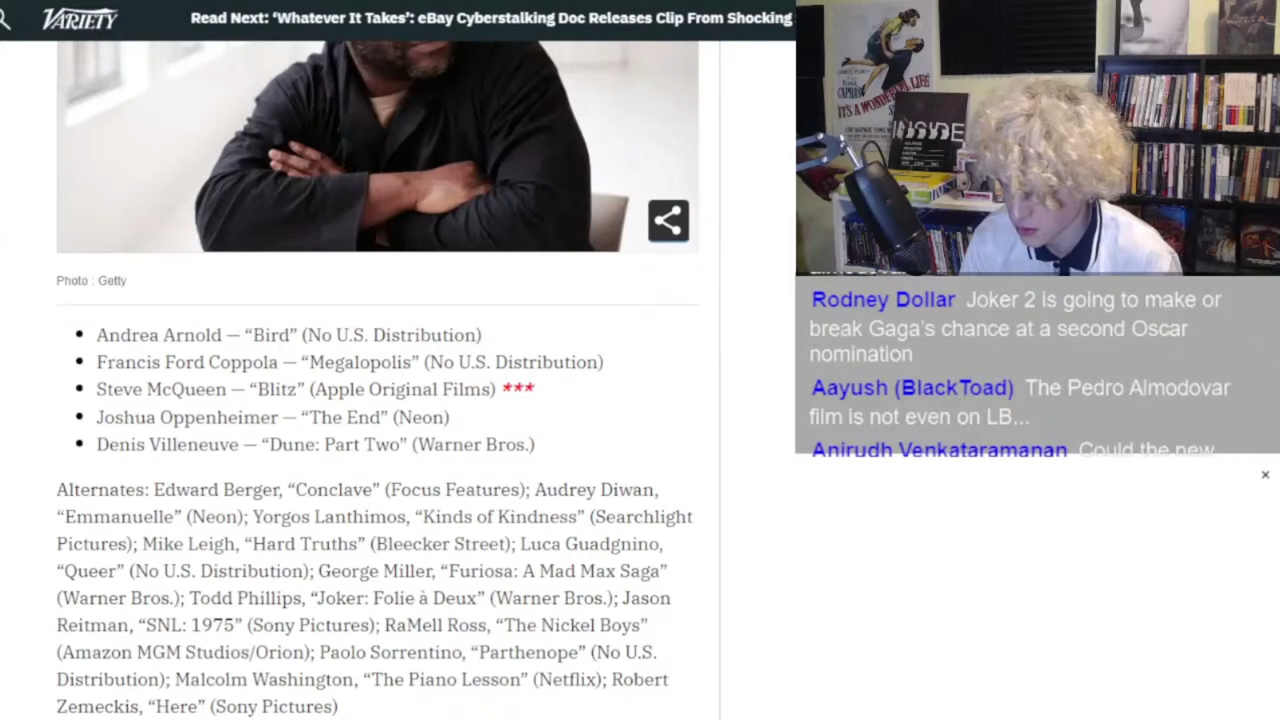 VARIETY
Read Next: ‘Whatever It Takes’: eBay Cyberstalking Doc Releases Clip From Shocking
Photo : Getty
Andrea Arnold — “Bird” (No U.S. Distribution)
Francis Ford Coppola — “Megalopolis” (No U.S. Distribution)
Steve McQueen — “Blitz” (Apple Original Films) ***
Joshua Oppenheimer — “The End” (Neon)
Denis Villeneuve — “Dune: Part Two” (Warner Bros.)
Alternates: Edward Berger, “Conclave” (Focus Features); Audrey Diwan,
“Emmanuelle” (Neon); Yorgos Lanthimos, “Kinds of Kindness” (Searchlight
Pictures); Mike Leigh, “Hard Truths” (Bleecker Street); Luca Guadgnino,
“Queer” (No U.S. Distribution); George Miller, “Furiosa: A Mad Max Saga”
(Warner Bros.); Todd Phillips, “Joker: Folie à Deux” (Warner Bros.); Jason
Reitman, “SNL: 1975” (Sony Pictures); RaMell Ross, “The Nickel Boys”
(Amazon MGM Studios/Orion); Paolo Sorrentino, “Parthenope” (No U.S.
Distribution); Malcolm Washington, “The Piano Lesson” (Netflix); Robert
Zemeckis, “Here” (Sony Pictures)
IT'S A WONDERFUL LIFE
INSIDE
Rodney Dollar Joker 2 is going to make or
break Gaga’s chance at a second Oscar
nomination
Aayush (BlackToad) The Pedro Almodovar
film is not even on LB...
Anirudh Venkataramanan Could the new